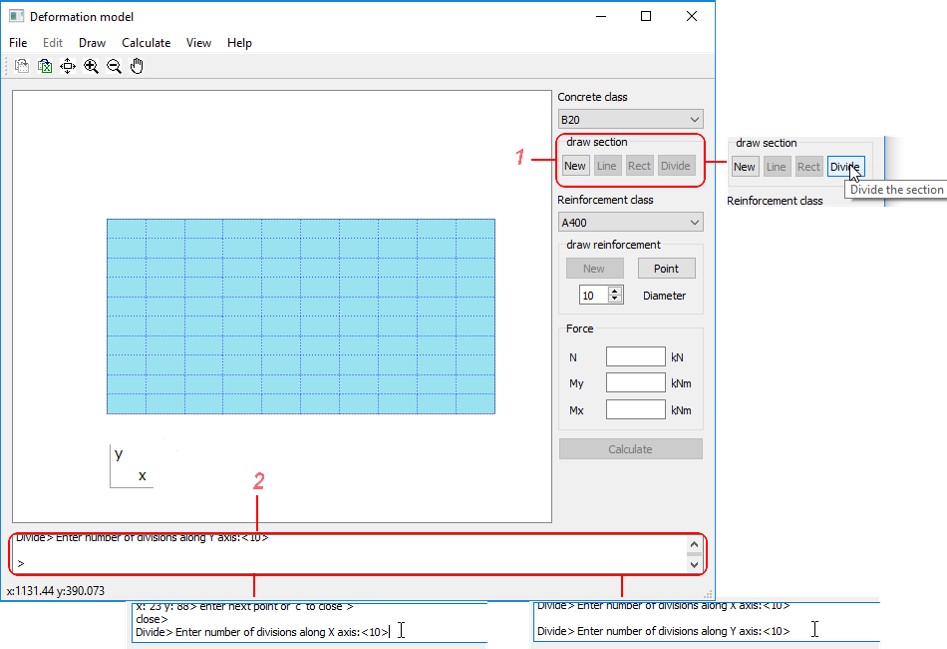 Deformation model
File Edit Draw Calculate View Help
Concrete class
B20
draw section
New Line Rect Divide
1
draw section
New Line Rect Divide
Divide the section
Reinforcement class
Reinforcement class
A400
draw reinforcement
New Point
10 Diameter
Force
N kN
My kNm
Mx kNm
Calculate
y
x
2
Divide> Enter number of divisions along Y axis:<10>
>
x:1131.44 y:390.073
x: 23 y: 88> enter next point or 'c' to close >
close>
Divide> Enter number of divisions along X axis:<10>
Divide> Enter number of divisions along X axis:<10>
Divide> Enter number of divisions along Y axis:<10>